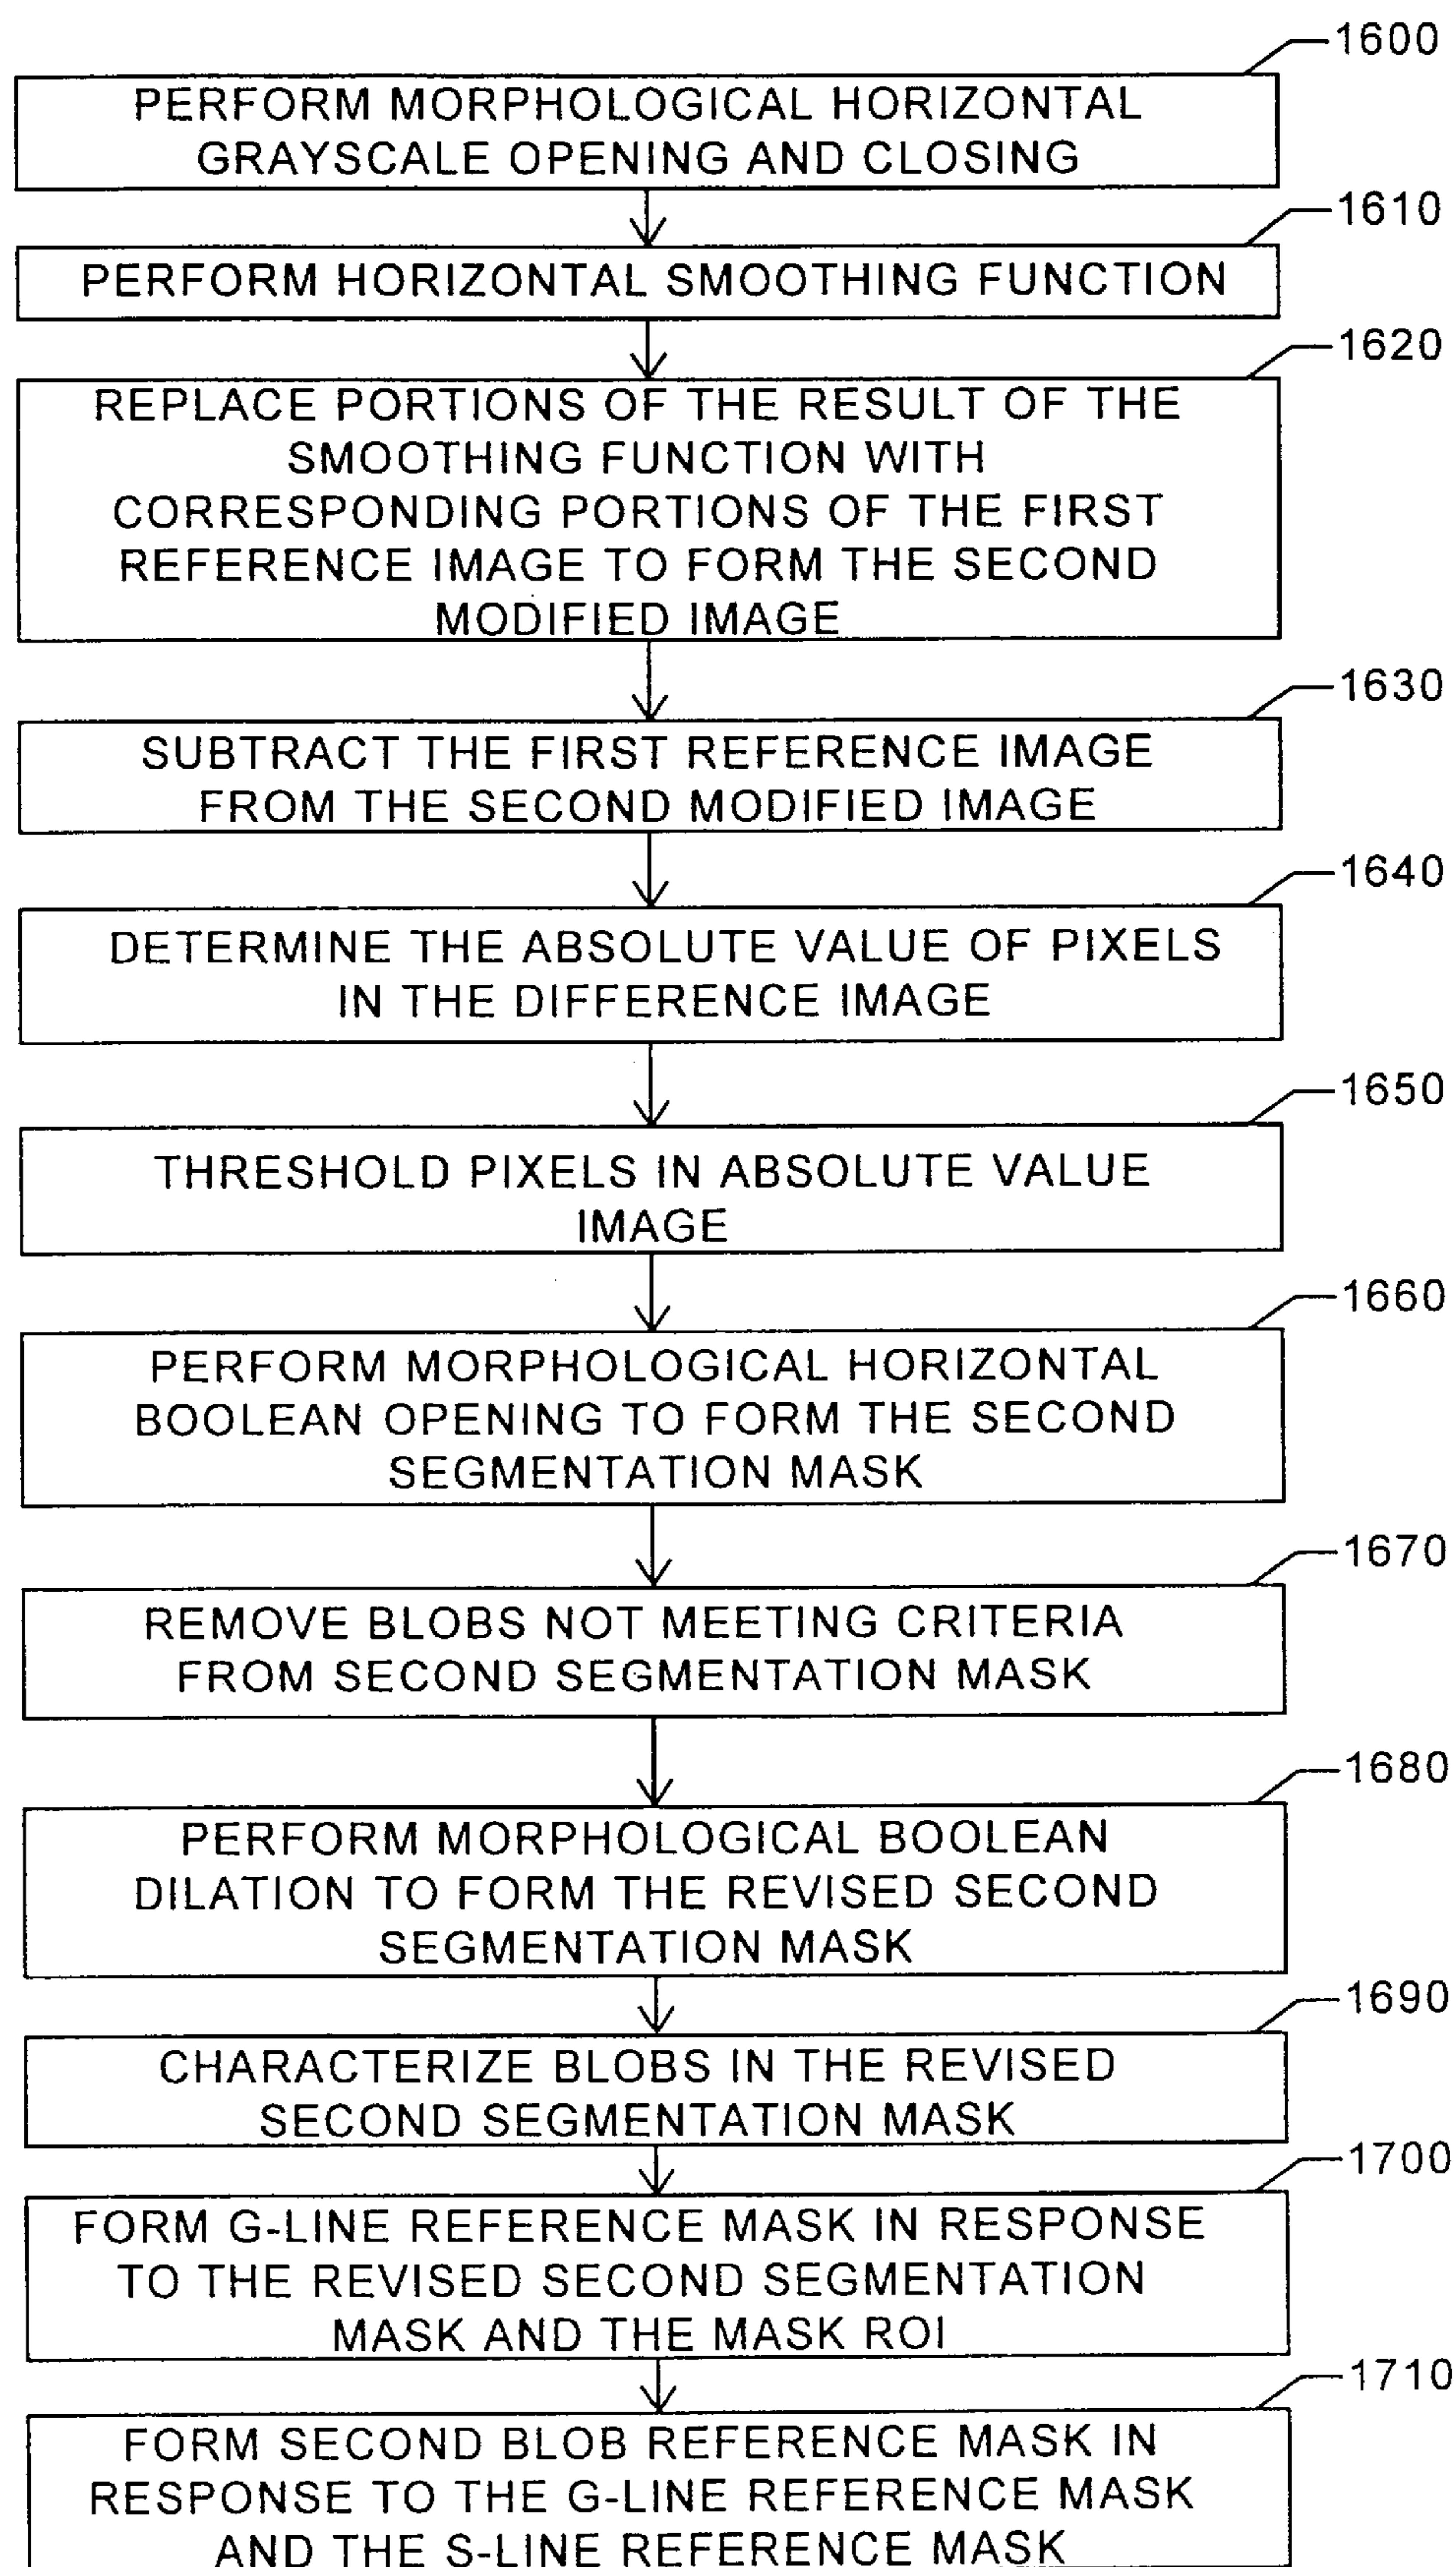 1600
PERFORM MORPHOLOGICAL HORIZONTAL
GRAYSCALE OPENING AND CLOSING
1610
PERFORM HORIZONTAL SMOOTHING FUNCTION
1620
REPLACE PORTIONS OF THE RESULT OF THE
SMOOTHING FUNCTION WITH
CORRESPONDING PORTIONS OF THE FIRST
REFERENCE IMAGE TO FORM THE SECOND
MODIFIED IMAGE
1630
SUBTRACT THE FIRST REFERENCE IMAGE
FROM THE SECOND MODIFIED IMAGE
1640
DETERMINE THE ABSOLUTE VALUE OF PIXELS
IN THE DIFFERENCE IMAGE
1650
THRESHOLD PIXELS IN ABSOLUTE VALUE
IMAGE
1660
PERFORM MORPHOLOGICAL HORIZONTAL
BOOLEAN OPENING TO FORM THE SECOND
SEGMENTATION MASK
1670
REMOVE BLOBS NOT MEETING CRITERIA
FROM SECOND SEGMENTATION MASK
1680
PERFORM MORPHOLOGICAL BOOLEAN
DILATION TO FORM THE REVISED SECOND
SEGMENTATION MASK
1690
CHARACTERIZE BLOBS IN THE REVISED
SECOND SEGMENTATION MASK
1700
FORM G-LINE REFERENCE MASK IN RESPONSE
TO THE REVISED SECOND SEGMENTATION
MASK AND THE MASK ROI
1710
FORM SECOND BLOB REFERENCE MASK IN
RESPONSE TO THE G-LINE REFERENCE MASK
AND THE S-LINE REFERENCE MASK